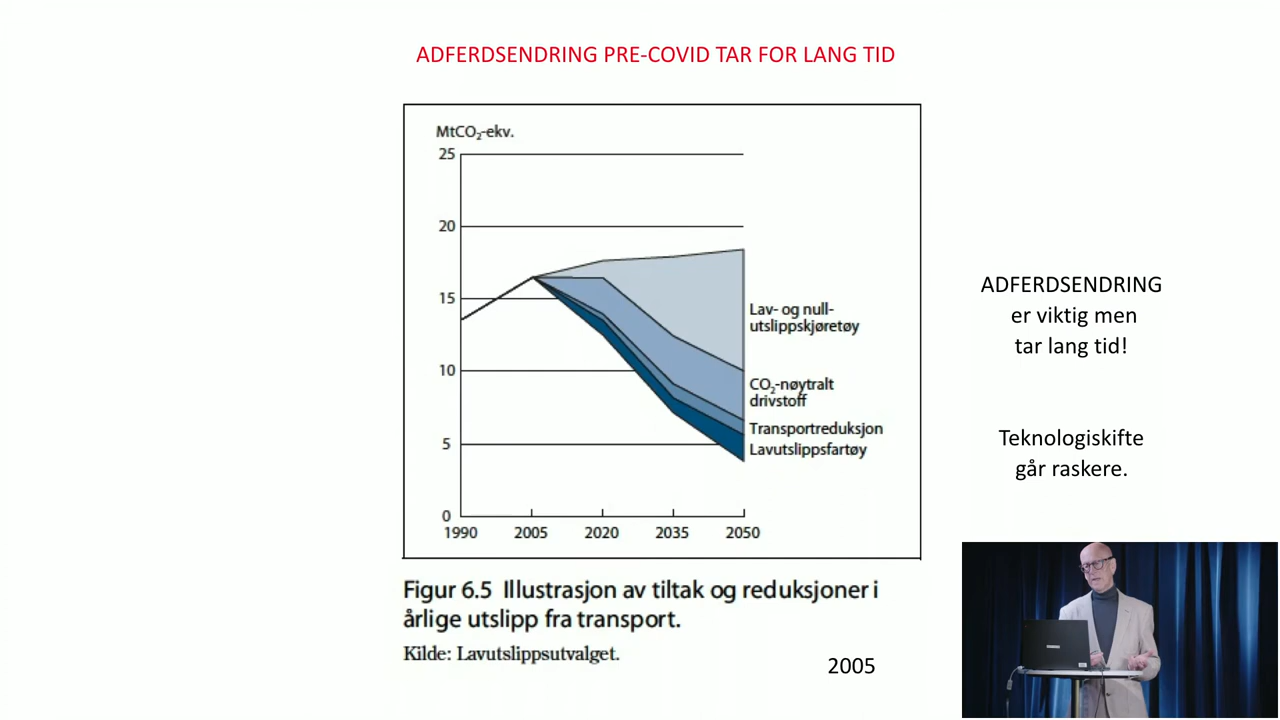 ADFERDSENDRING PRE-COVID TAR FOR LANG TID
MtCO₂-ekv.
25
20
15
10
5
0
1990 2005 2020 2035 2050
Lav- og null-
utslippskjøretøy
CO₂-nøytralt
drivstoff
Transportreduksjon
Lavutslippsfartøy
Figur 6.5 Illustrasjon av tiltak og reduksjoner i
årlige utslipp fra transport.
Kilde: Lavutslippsutvalget.
2005
ADFERDSENDRING
er viktig men
tar lang tid!
Teknologiskifte
går raskere.